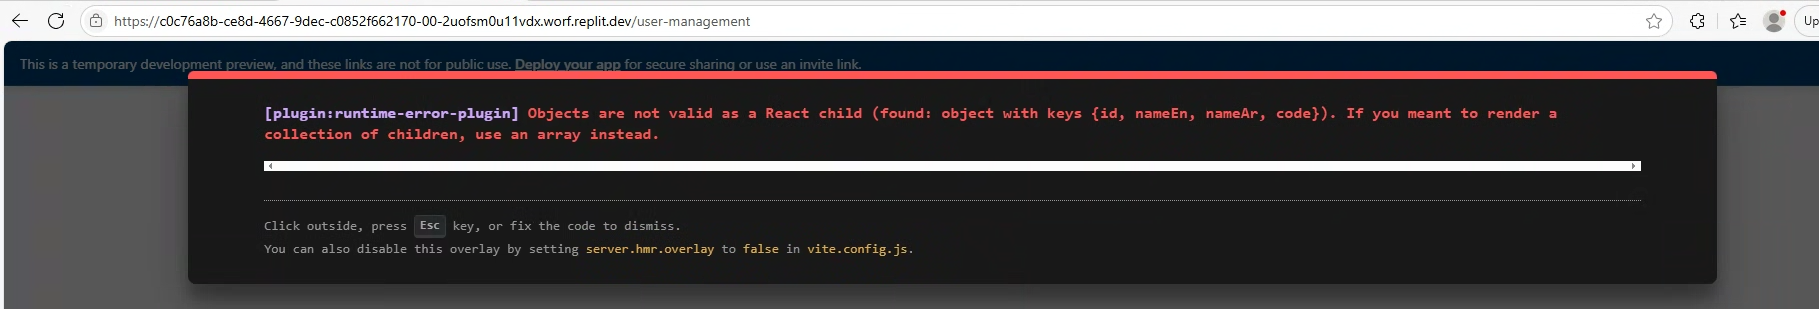 https://c0c76a8b-ce8d-4667-9dec-c0852f662170-00-2uofsm0u11vdx.worf.replit.dev/user-management
Up
This is a temporary development preview, and these links are not for public use. Deploy your app for secure sharing or use an invite link.
[plugin:runtime-error-plugin] Objects are not valid as a React child (found: object with keys {id, nameEn, nameAr, code}). If you meant to render a
collection of children, use an array instead.
Click outside, press Esc key, or fix the code to dismiss.
You can also disable this overlay by setting server.hmr.overlay to false in vite.config.js.